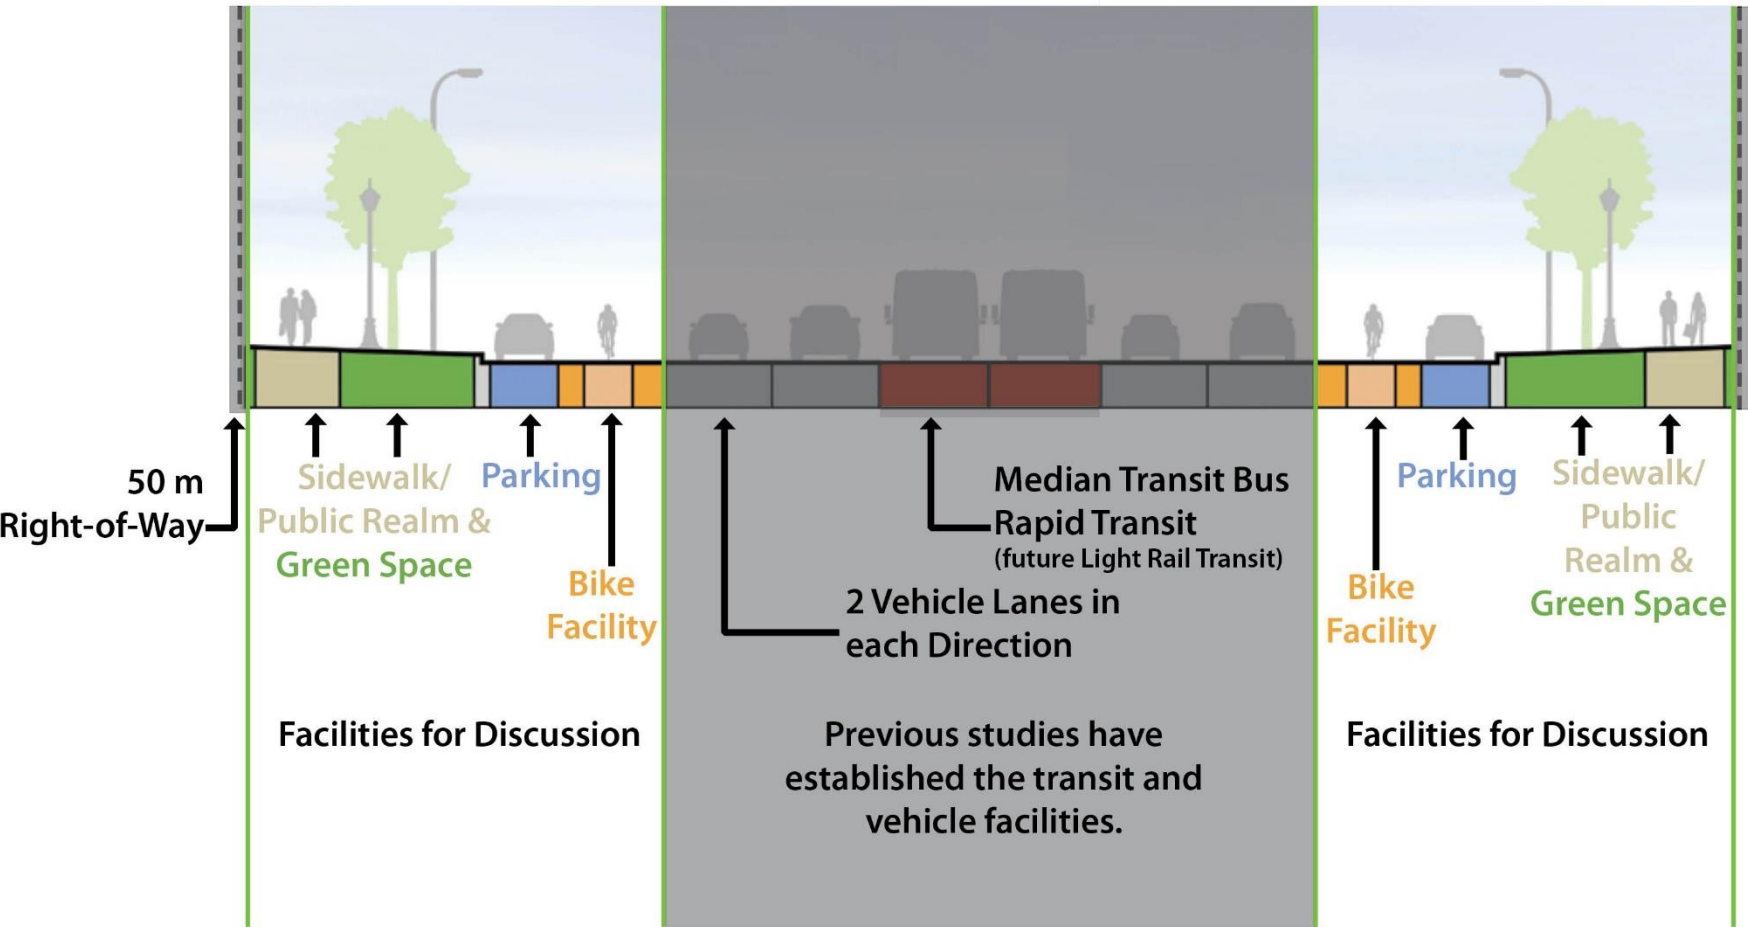 50 m
Right-of-Way
Sidewalk/
Public Realm &
Green Space
Parking
Bike
Facility
Median Transit Bus
Rapid Transit
(future Light Rail Transit)
2 Vehicle Lanes in
each Direction
Bike
Facility
Parking
Sidewalk/
Public
Realm &
Green Space
Facilities for Discussion
Previous studies have
established the transit and
vehicle facilities.
Facilities for Discussion